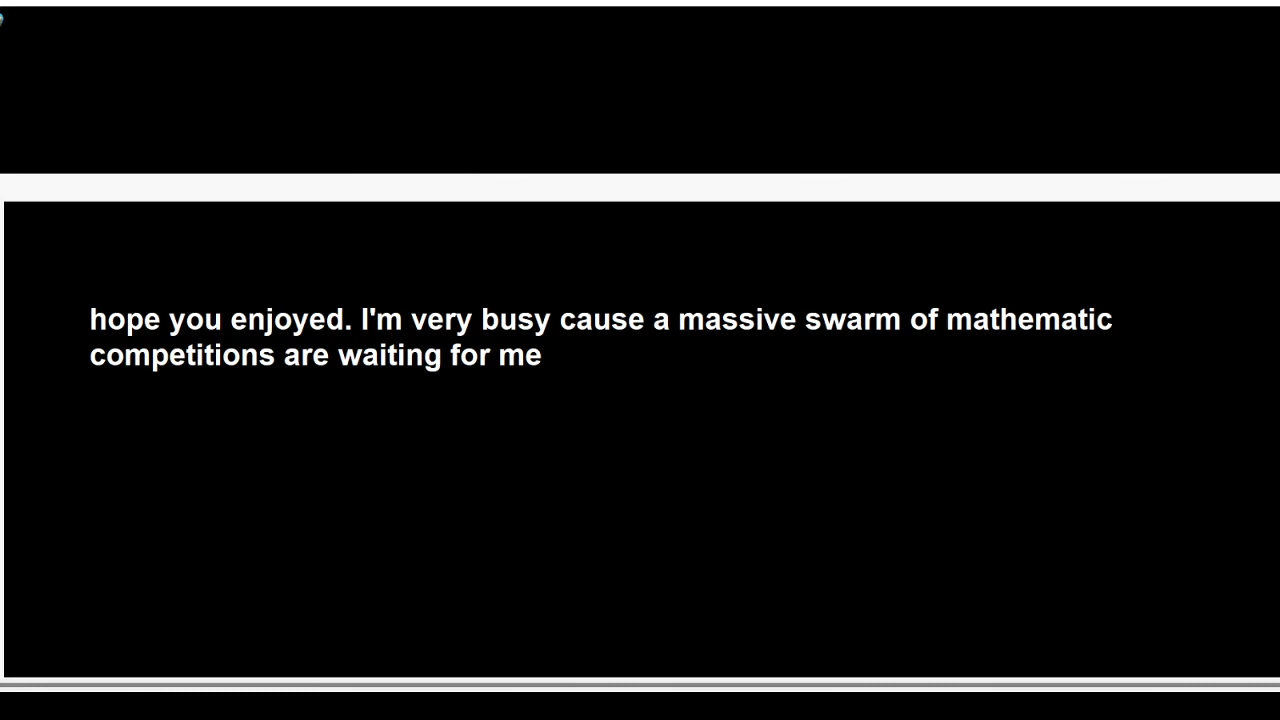 hope you enjoyed. I'm very busy cause a massive swarm of mathematic
competitions are waiting for me